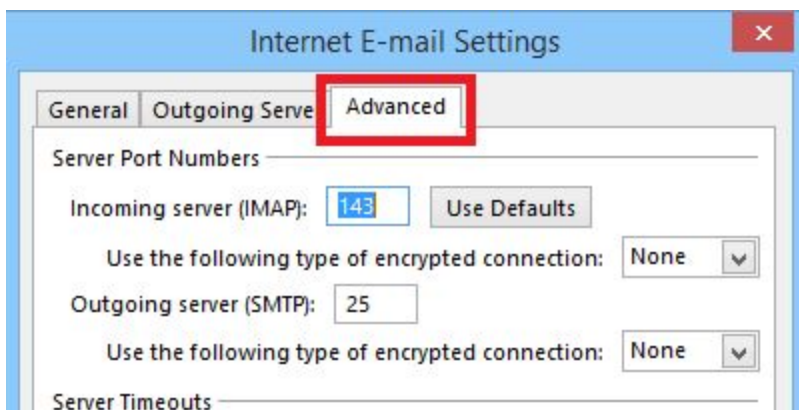 Internet E-mail Settings
General Outgoing Serve Advanced
Server Port Numbers
Incoming server (IMAP): 143 Use Defaults
Use the following type of encrypted connection: None
Outgoing server (SMTP): 25
Use the following type of encrypted connection: None
Server Timeouts